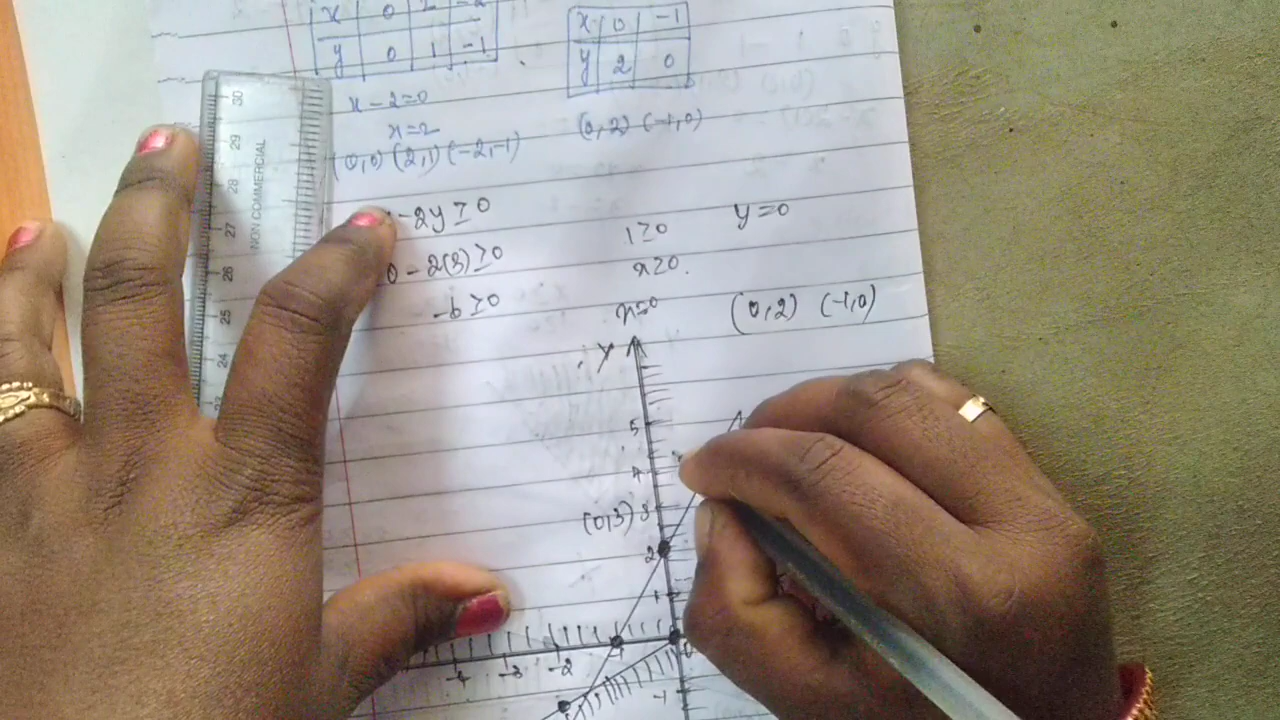 x 0 2 -2
y 0 1 -1
x 0 -1
y 2 0
x - 2 = 0
x = 2
(0,0) (2,1) (-2,-1)
(0,2) (-1,0)
- 2y ≥ 0
0 - 2(3) ≥ 0
-6 ≥ 0
1 ≥ 0
x ≥ 0.
x = 0
y = 0
(0,2) (-1,0)
Y
5
4
(0,3) 3
2
1
-4 -3 -2
-1
30
29
28
27
26
25
24
NON COMMERCIAL